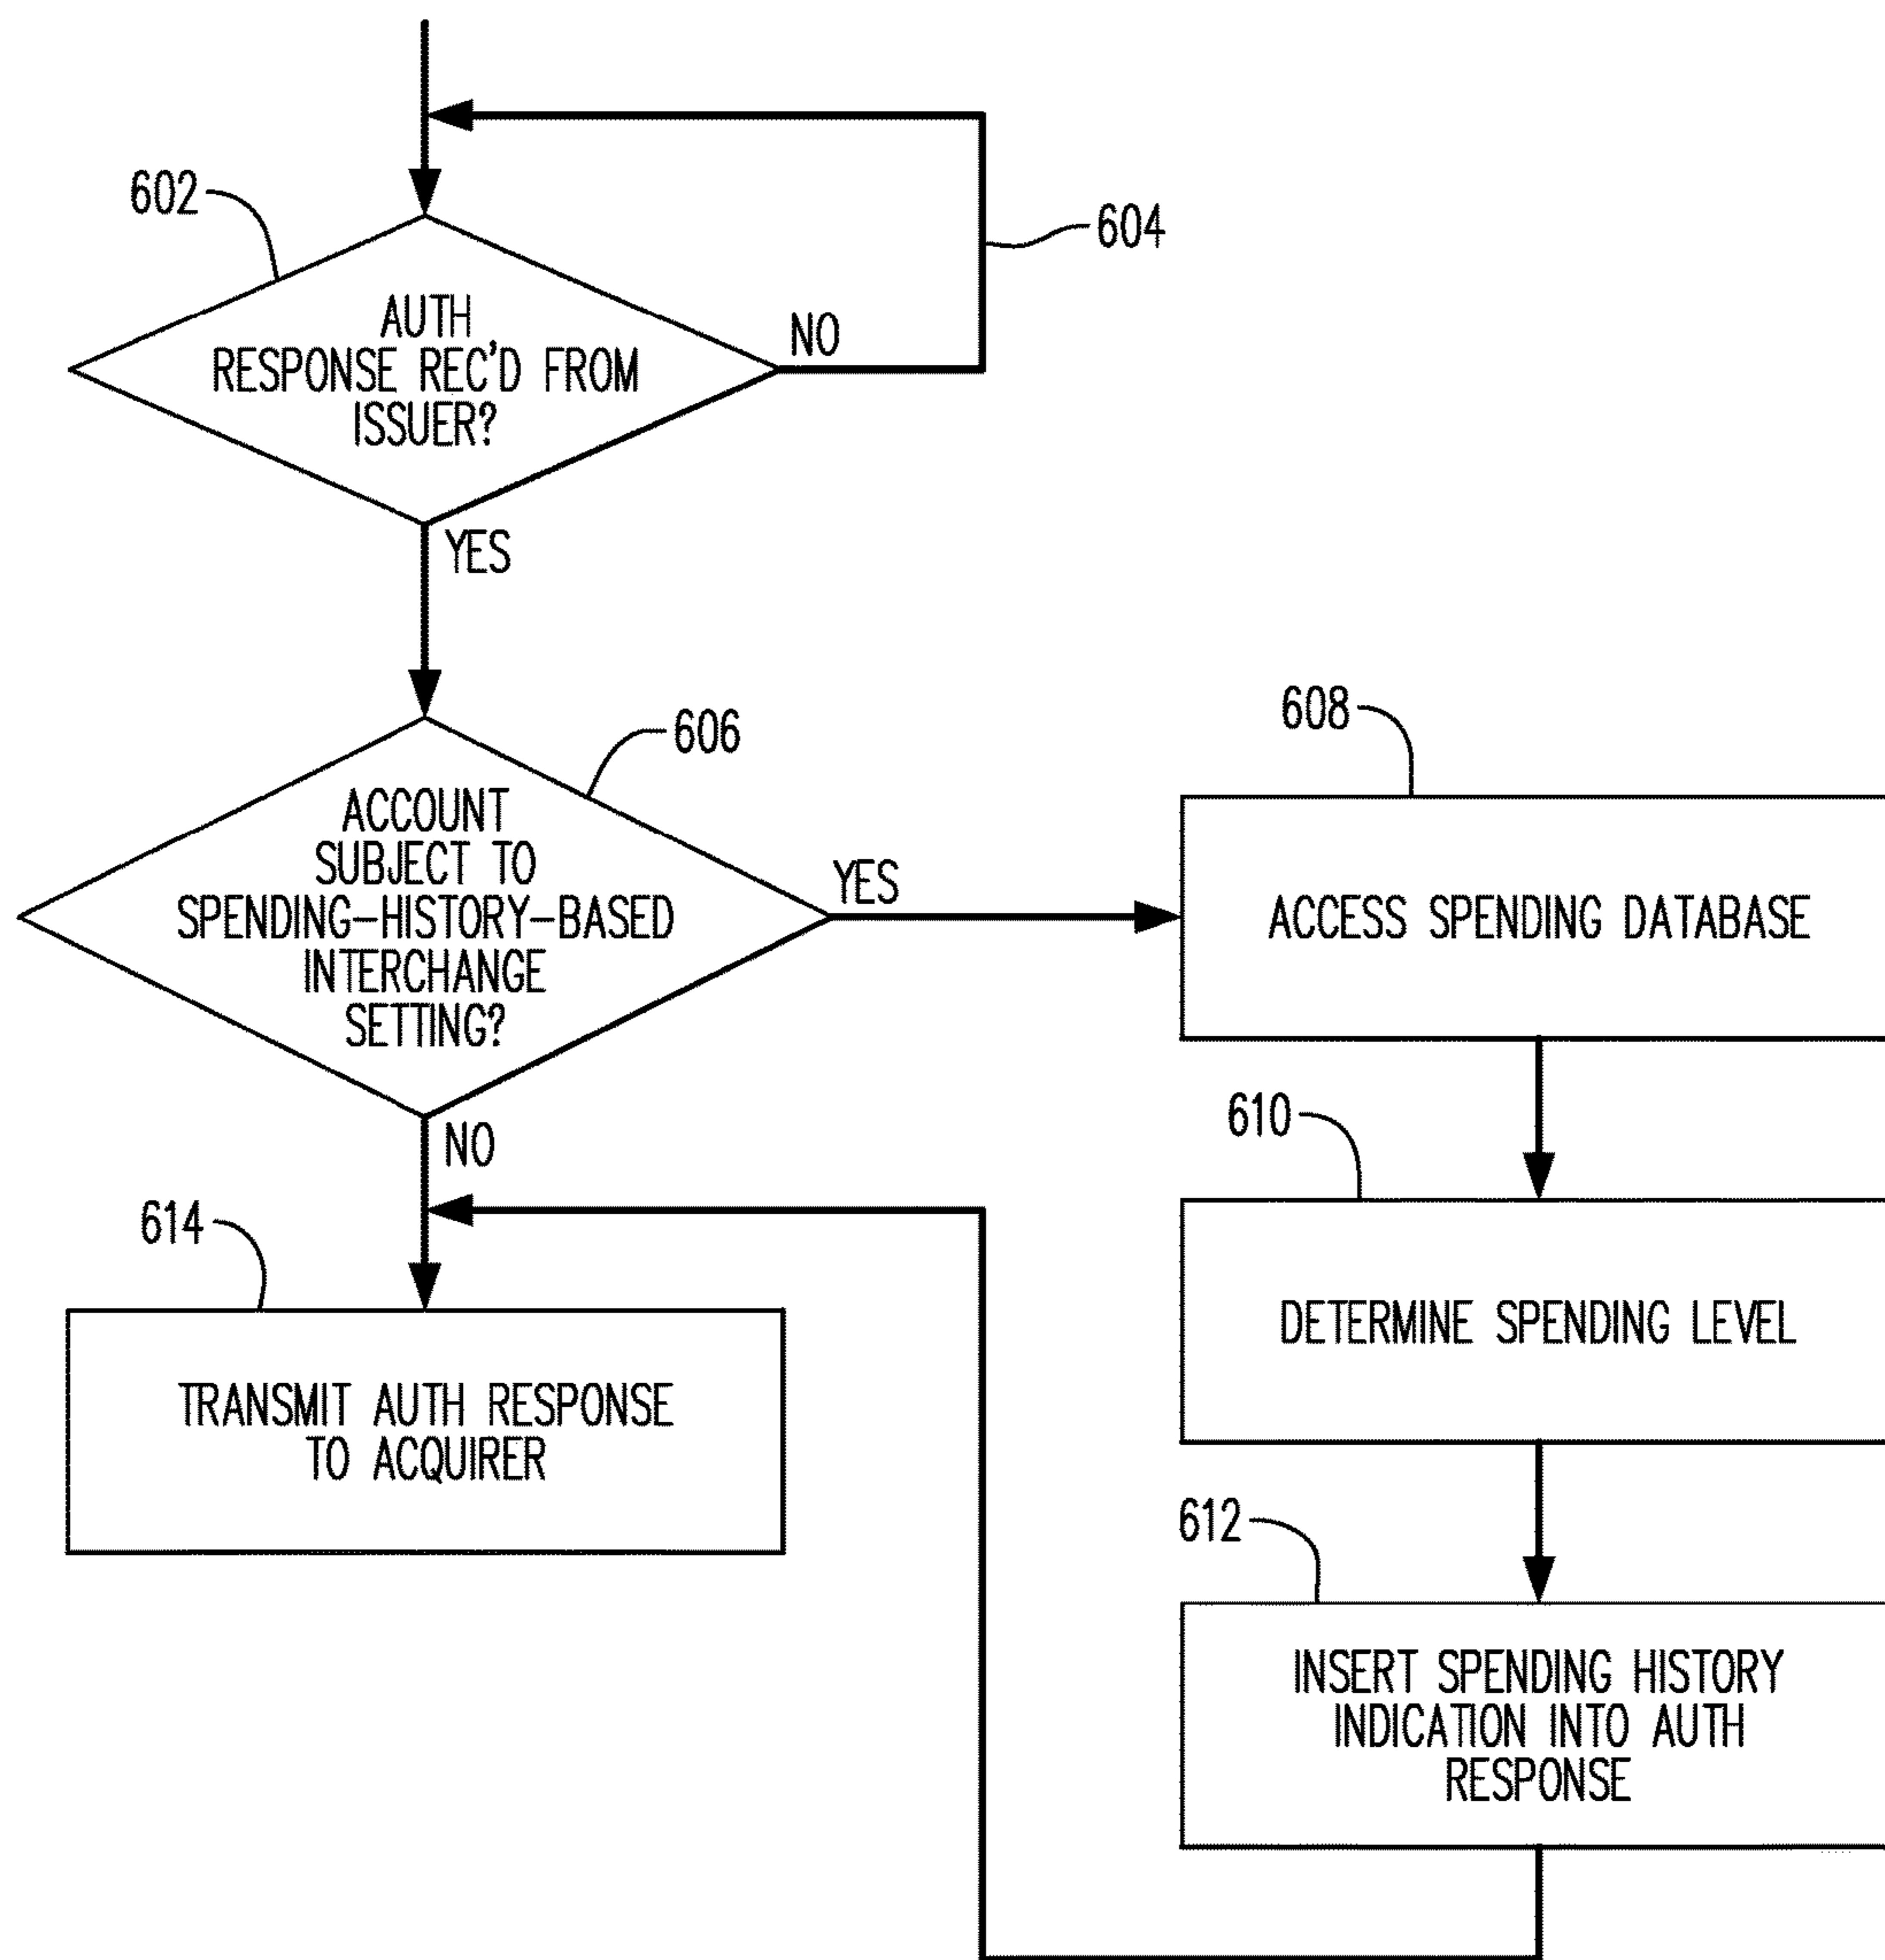 602
604
AUTH
RESPONSE REC'D FROM
ISSUER?
NO
YES
606
ACCOUNT
SUBJECT TO
SPENDING-HISTORY-BASED
INTERCHANGE
SETTING?
YES
NO
608
ACCESS SPENDING DATABASE
610
DETERMINE SPENDING LEVEL
612
INSERT SPENDING HISTORY
INDICATION INTO AUTH
RESPONSE
614
TRANSMIT AUTH RESPONSE
TO ACQUIRER